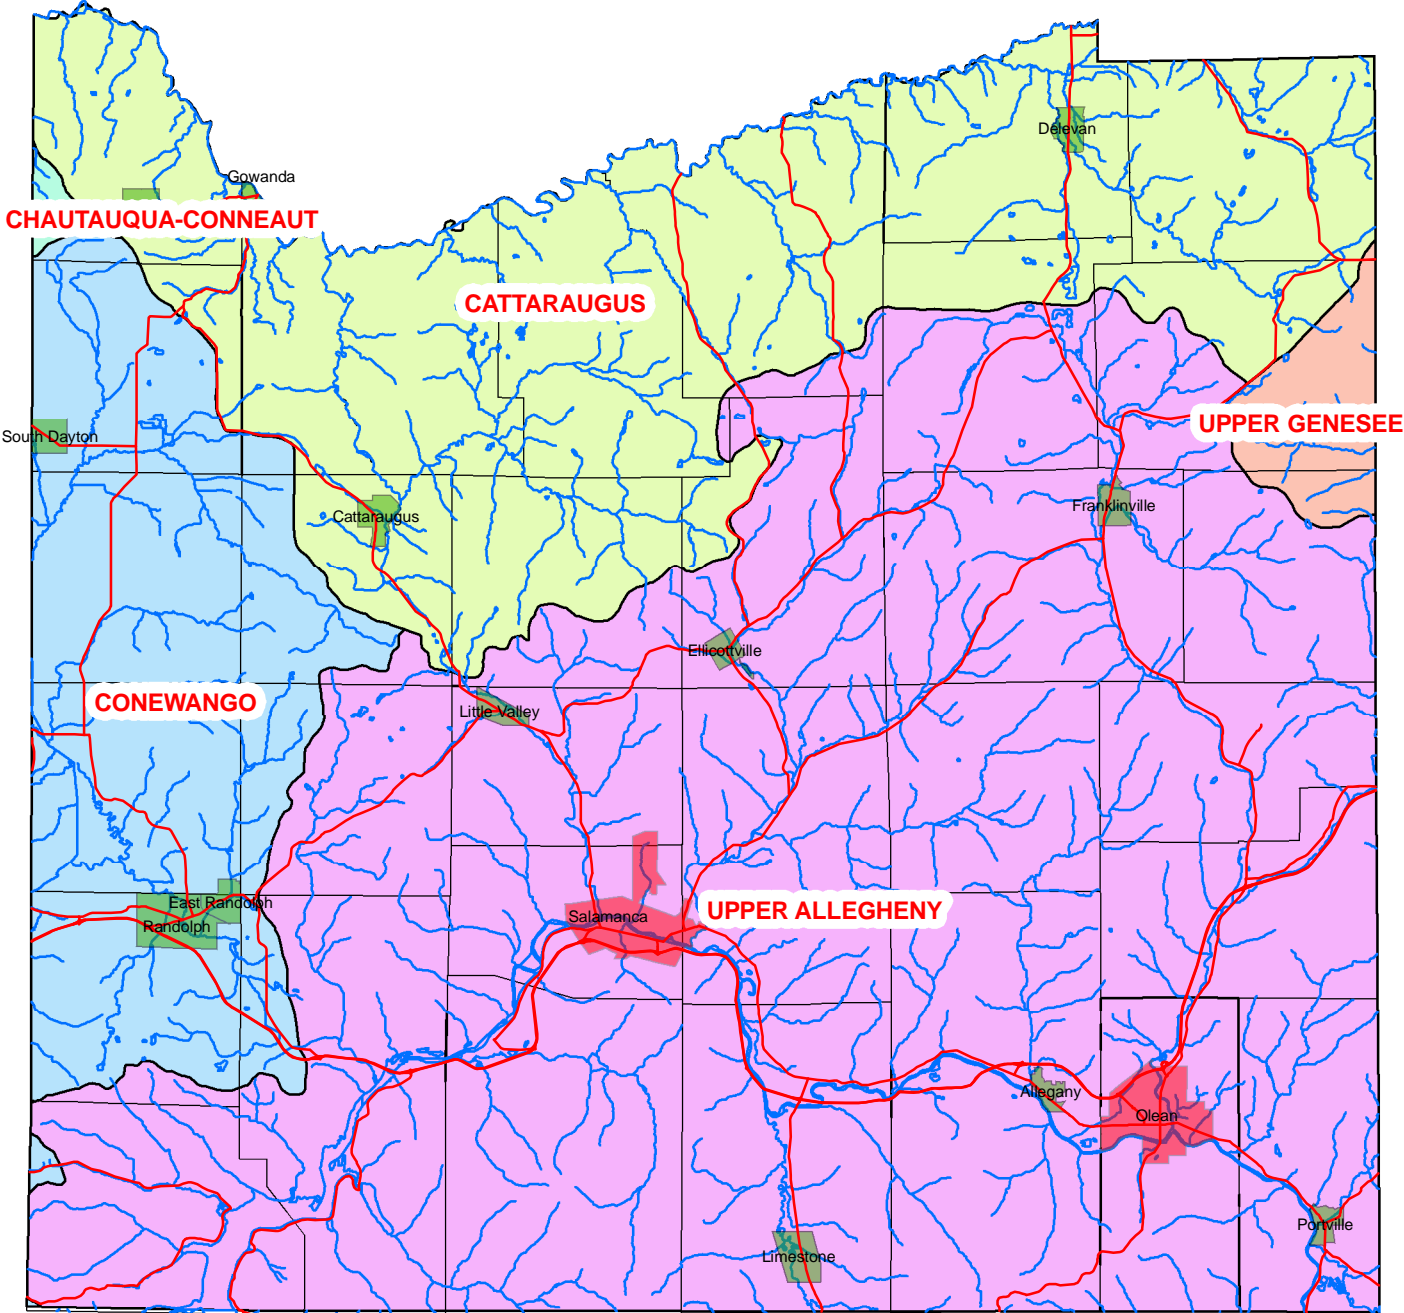 Delevan
Gowanda
CHAUTAUQUA-CONNEAUT
CATTARAUGUS
UPPER GENESEE
South Dayton
Franklinville
Cattaraugus
Ellicottville
CONEWANGO
Little Valley
East Randolph
UPPER ALLEGHENY
Salamanca
Randolph
Allegany
Olean
Portville
Limestone